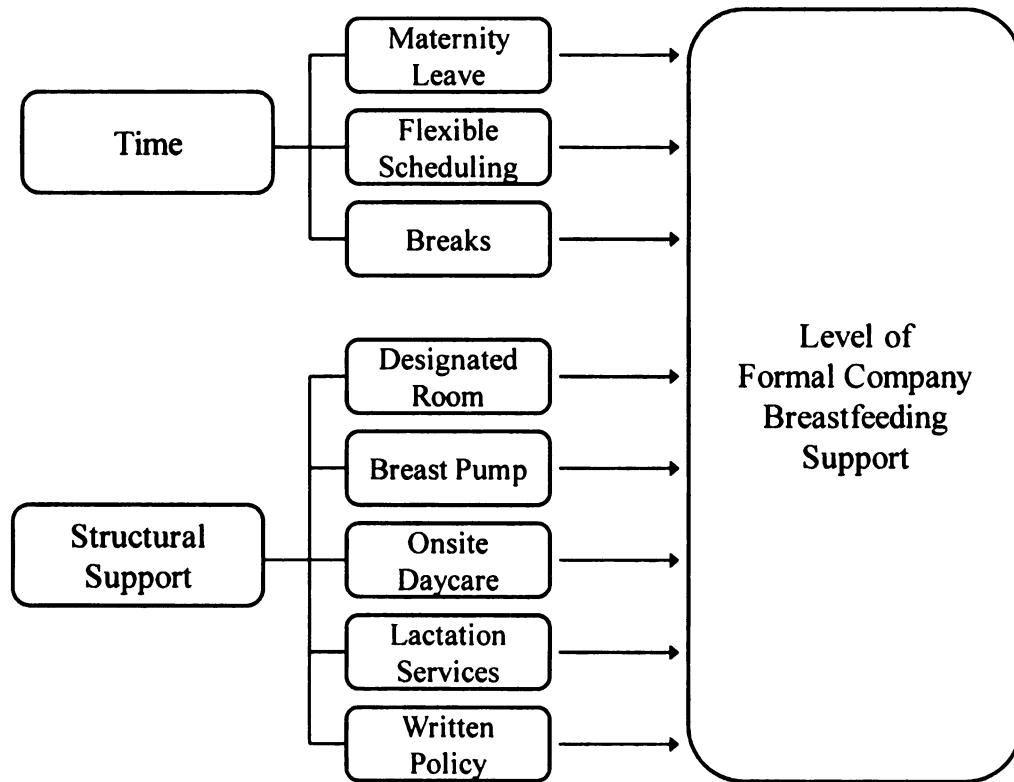 Time
Maternity
Leave
Flexible
Scheduling
Breaks
Structural
Support
Designated
Room
Breast Pump
Onsite
Daycare
Lactation
Services
Written
Policy
Level of
Formal Company
Breastfeeding
Support